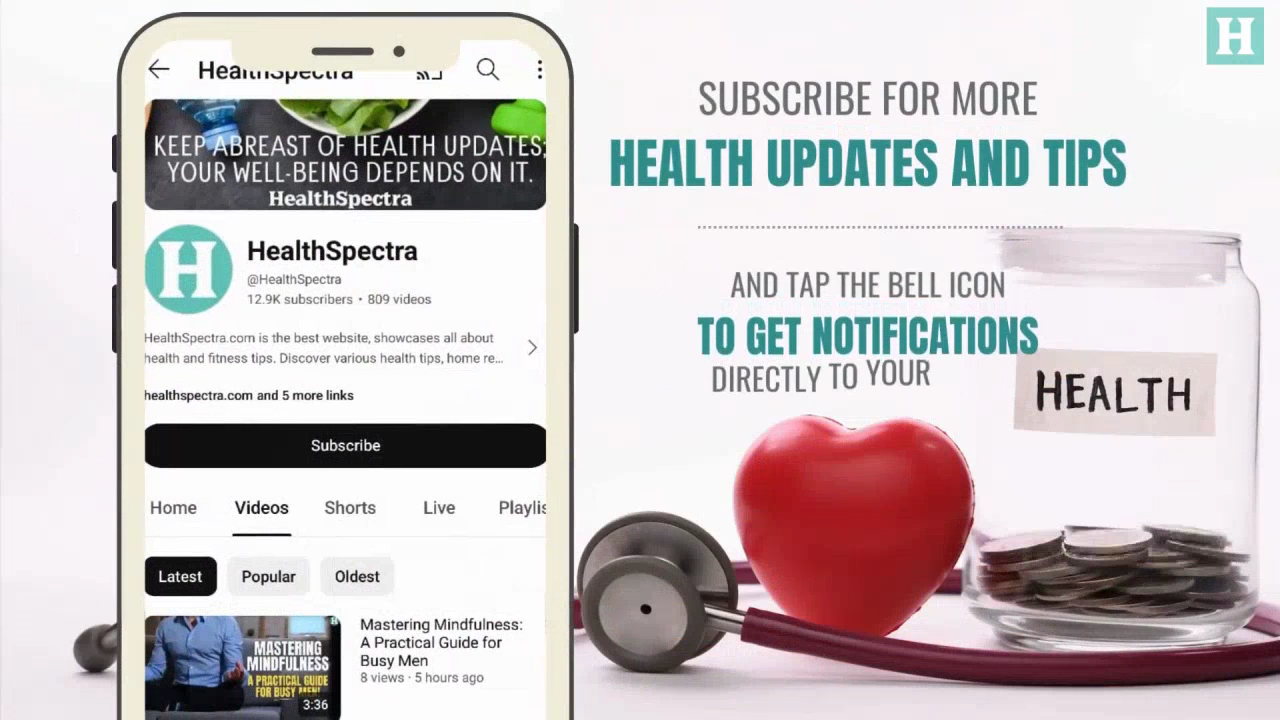 HealthSpectra
KEEP ABREAST OF HEALTH UPDATES;
YOUR WELL-BEING DEPENDS ON IT.
HealthSpectra
H
HealthSpectra
@HealthSpectra
12.9K subscribers • 809 videos
HealthSpectra.com is the best website, showcases all about
health and fitness tips. Discover various health tips, home re...
healthspectra.com and 5 more links
Subscribe
Home Videos Shorts Live Playlis
Latest Popular Oldest
MASTERING
MINDFULNESS
A PRACTICAL GUIDE
FOR BUSY MEN!
3:36
Mastering Mindfulness:
A Practical Guide for
Busy Men
8 views · 5 hours ago
H
SUBSCRIBE FOR MORE
HEALTH UPDATES AND TIPS
AND TAP THE BELL ICON
TO GET NOTIFICATIONS
DIRECTLY TO YOUR
HEALTH